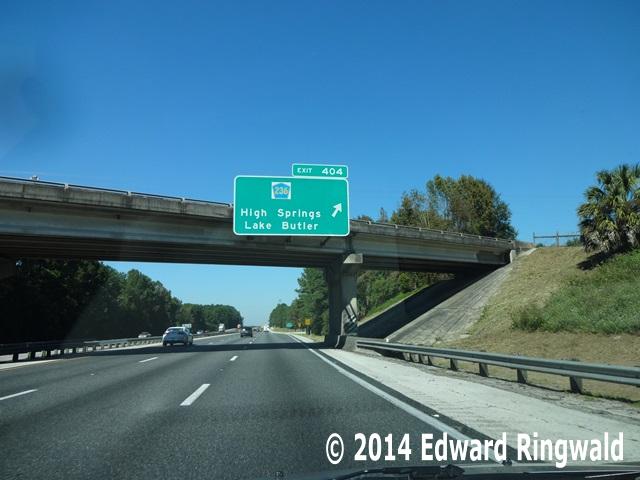 EXIT 404
236
High Springs
Lake Butler
© 2014 Edward Ringwald